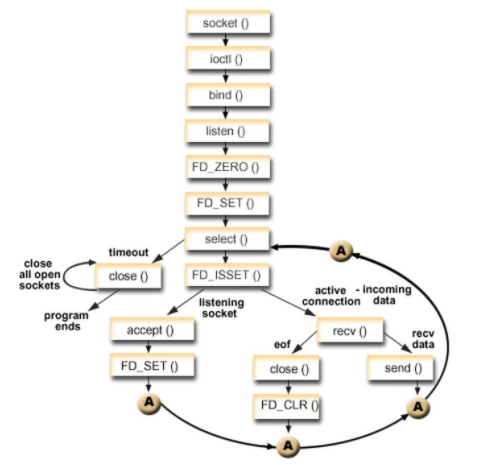 socket ()
ioctl ()
bind ()
listen ()
FD_ZERO ()
FD_SET ()
select ()
A
timeout
close
all open
sockets
close ()
FD_ISSET ()
program
ends
listening
socket
active
connection
- incoming
data
accept ()
recv ()
eof
recv
data
FD_SET ()
close ()
send ()
A
FD_CLR ()
A
A